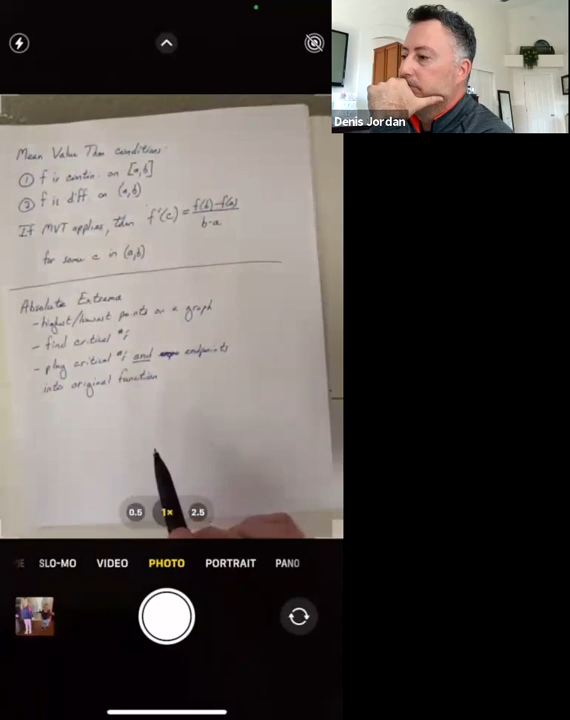 Denis Jordan
Mean Value Thm conditions:
① f is contin. on [a,b]
② f is diff on (a,b)
If MVT applies, then f'(c) = f(b)-f(a)
b-a
for some c in (a,b)
Absolute Extrema
-highest/lowest points on a graph
- find critical #s
- plug critical #s and endpoints
into original function
0.5 1x 2.5
SLO-MO VIDEO PHOTO PORTRAIT PANO